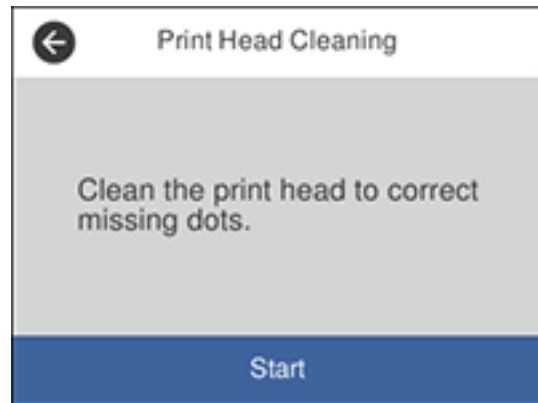 Print Head Cleaning
Clean the print head to correct
missing dots.
Start